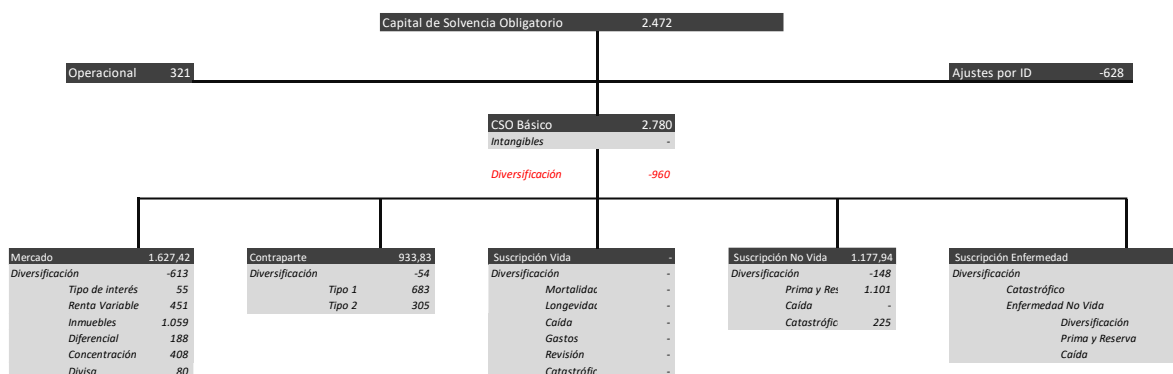 Capital de Solvencia Obligatorio 2.472
Operacional 321
Ajustes por ID -628
CSO Básico 2.780
Intangibles -
Diversificación -960
Mercado 1.627,42
Diversificación -613
Tipo de interés 55
Renta Variable 451
Inmuebles 1.059
Diferencial 188
Concentración 408
Divisa 80
Contraparte 933,83
Diversificación -54
Tipo 1 683
Tipo 2 305
Suscripción Vida -
Diversificación -
Mortalidad -
Longevidad -
Caída -
Gastos -
Revisión -
Catastrófic -
Suscripción No Vida 1.177,94
Diversificación -148
Prima y Res 1.101
Caída -
Catastrófic 225
Suscripción Enfermedad
Diversificación
Catastrófico
Enfermedad No Vida
Diversificación
Prima y Reserva
Caída